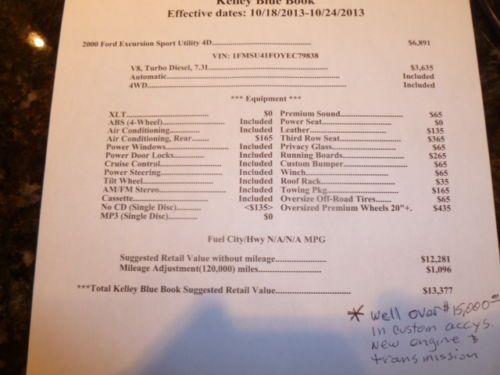 Kelley Blue Book
Effective dates: 10/18/2013-10/24/2013
2000 Ford Excursion Sport Utility 4D................ $6,891
VIN: 1FMSU41FOYEC79838
V8, Turbo Diesel, 7.3L................ $3,635
Automatic................ Included
4WD................ Included
*** Equipment ***
XLT................ $0 Premium Sound................ $65
ABS (4-Wheel)................ Included Power Seat................ $0
Air Conditioning................ Included Leather................ $135
Air Conditioning, Rear........ $165 Third Row Seat................ $365
Power Windows................ Included Privacy Glass................ $65
Power Door Locks............ Included Running Boards................ $265
Cruise Control................ Included Custom Bumper................ $65
Power Steering................ Included Winch................ $65
Tilt Wheel................ Included Roof Rack................ $35
AM/FM Stereo................ Included Towing Pkg................ $165
Cassette................ Included Oversize Off-Road Tires....... $65
No CD (Single Disc).......... <$135> Oversized Premium Wheels 20"+. $435
MP3 (Single Disc)............ $0
Fuel City/Hwy N/A/N/A MPG
Suggested Retail Value without mileage................ $12,281
Mileage Adjustment(120,000) miles................ $1,096
***Total Kelley Blue Book Suggested Retail Value................ $13,377
* Well over $15,000.00
In custom accys.
New engine &
transmission